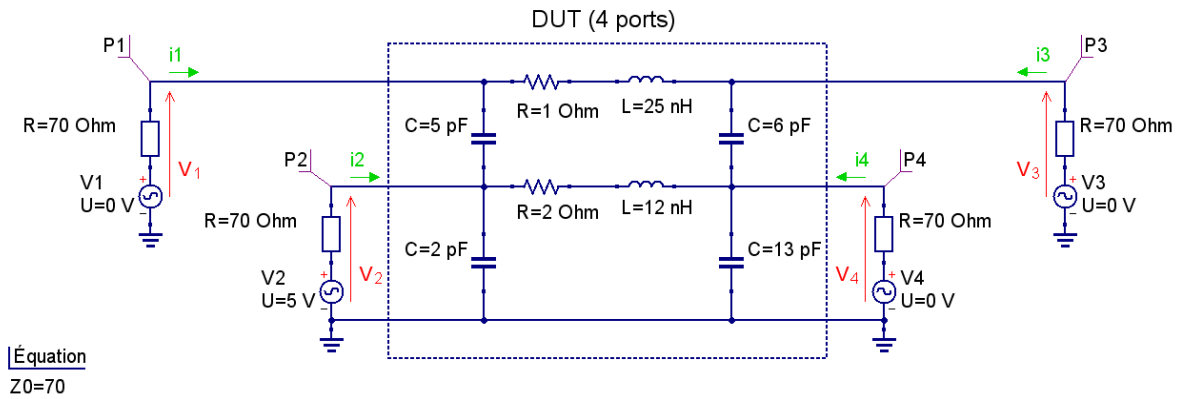 DUT (4 ports)
P1
i1
i3
P3
R=1 Ohm
L=25 nH
R=70 Ohm
C=5 pF
C=6 pF
R=70 Ohm
V1
P2
i2
i4
P4
V3
V1
U=0 V
+
-
R=2 Ohm
L=12 nH
V3
U=0 V
+
-
R=70 Ohm
R=70 Ohm
C=2 pF
C=13 pF
V2
V4
V2
U=5 V
+
-
V4
U=0 V
+
-
Équation
Z0=70